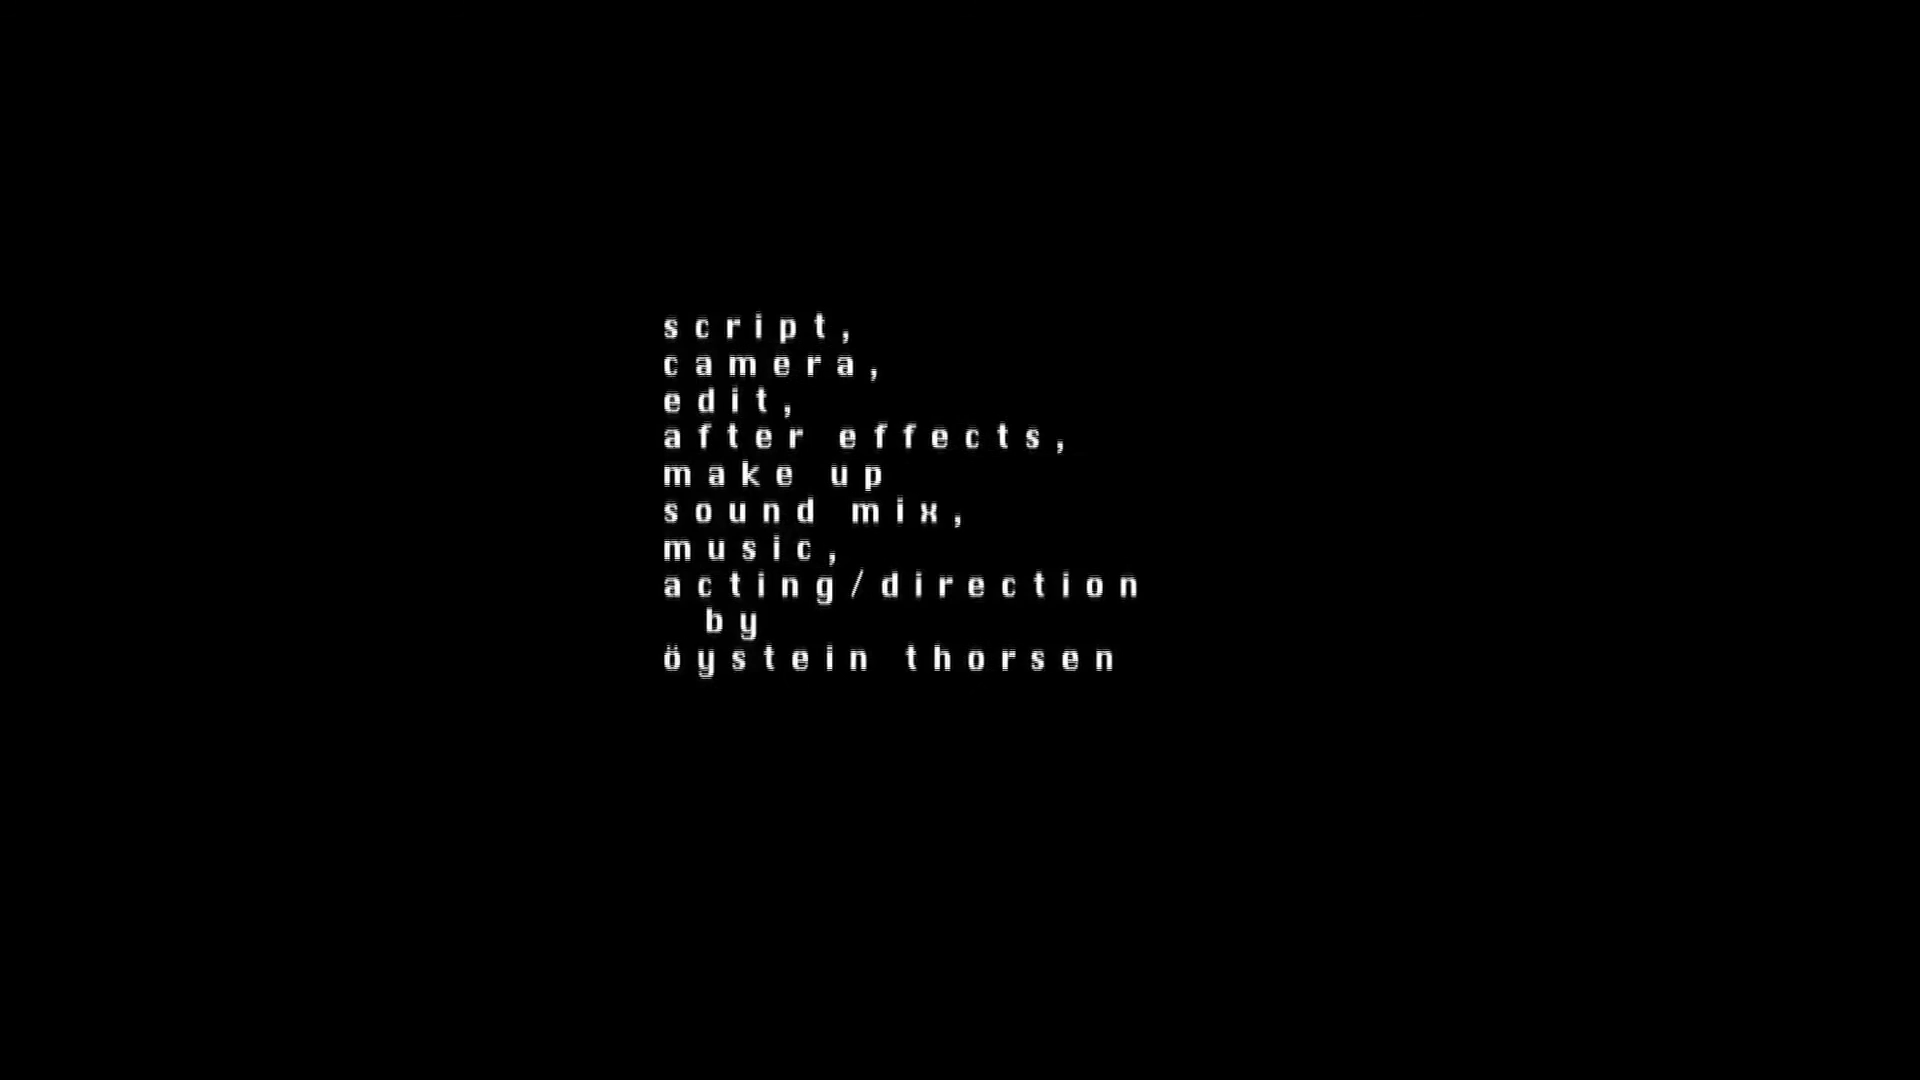 script,
camera,
edit,
after effects,
make up
sound mix,
music,
acting/direction
by
öystein thorsen